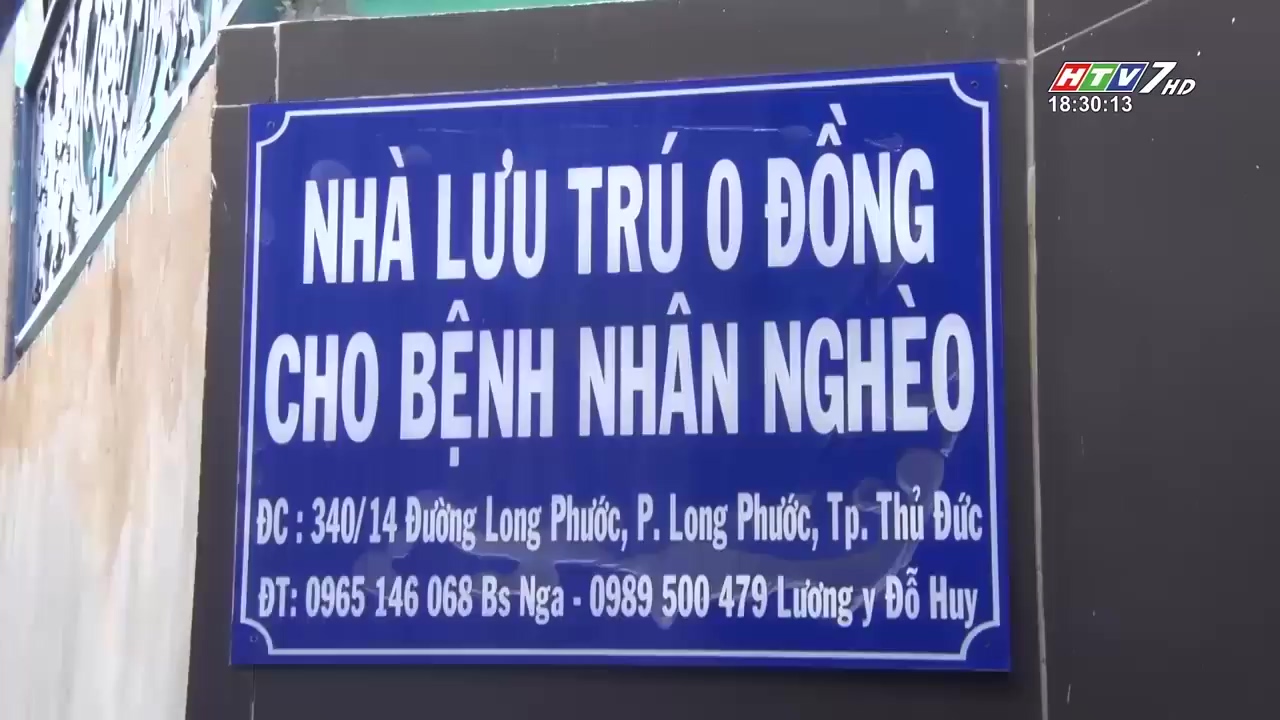 HTV7 HD
18:30:13
NHÀ LƯU TRÚ 0 ĐỒNG
CHO BỆNH NHÂN NGHÈO
ĐC : 340/14 Đường Long Phước, P. Long Phước, Tp. Thủ Đức
ĐT: 0965 146 068 Bs Nga - 0989 500 479 Lương y Đỗ Huy